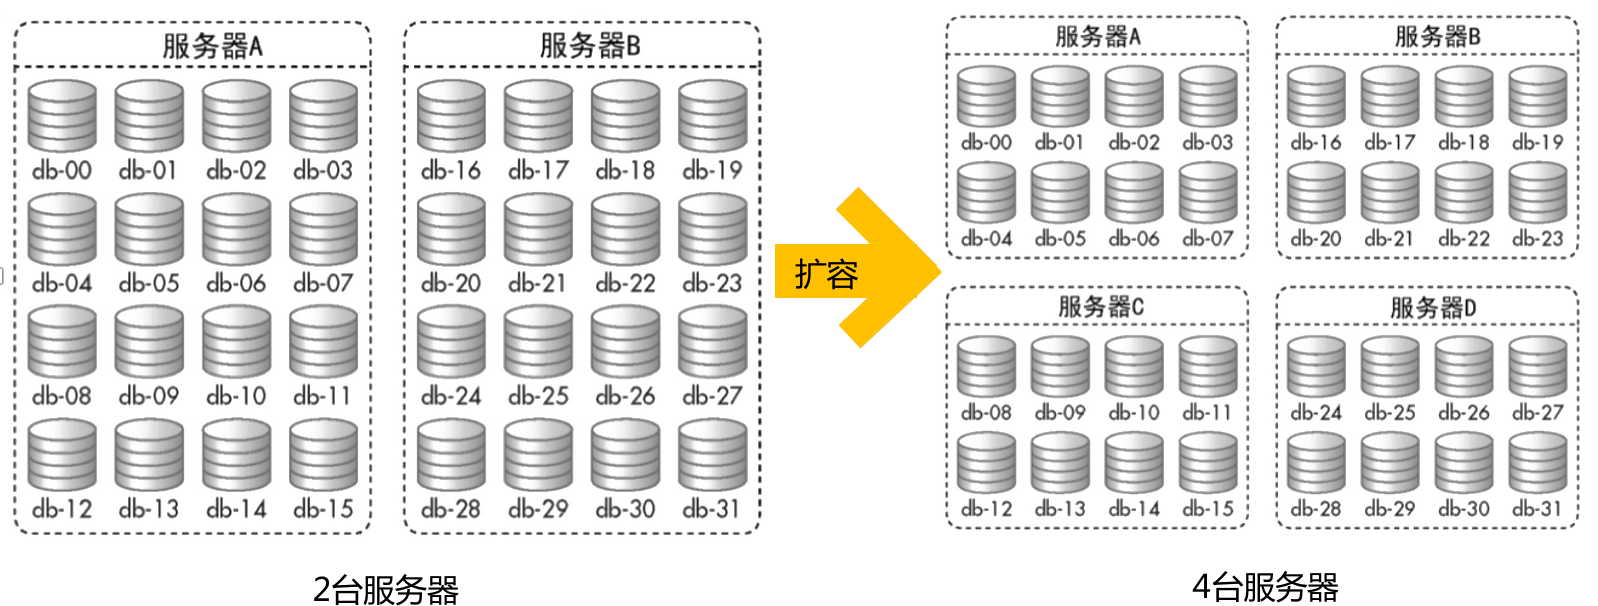 服务器A
db-00 db-01 db-02 db-03
db-04 db-05 db-06 db-07
db-08 db-09 db-10 db-11
db-12 db-13 db-14 db-15
服务器B
db-16 db-17 db-18 db-19
db-20 db-21 db-22 db-23
db-24 db-25 db-26 db-27
db-28 db-29 db-30 db-31
2台服务器
扩容
服务器A
db-00 db-01 db-02 db-03
db-04 db-05 db-06 db-07
服务器B
db-16 db-17 db-18 db-19
db-20 db-21 db-22 db-23
服务器C
db-08 db-09 db-10 db-11
db-12 db-13 db-14 db-15
服务器D
db-24 db-25 db-26 db-27
db-28 db-29 db-30 db-31
4台服务器